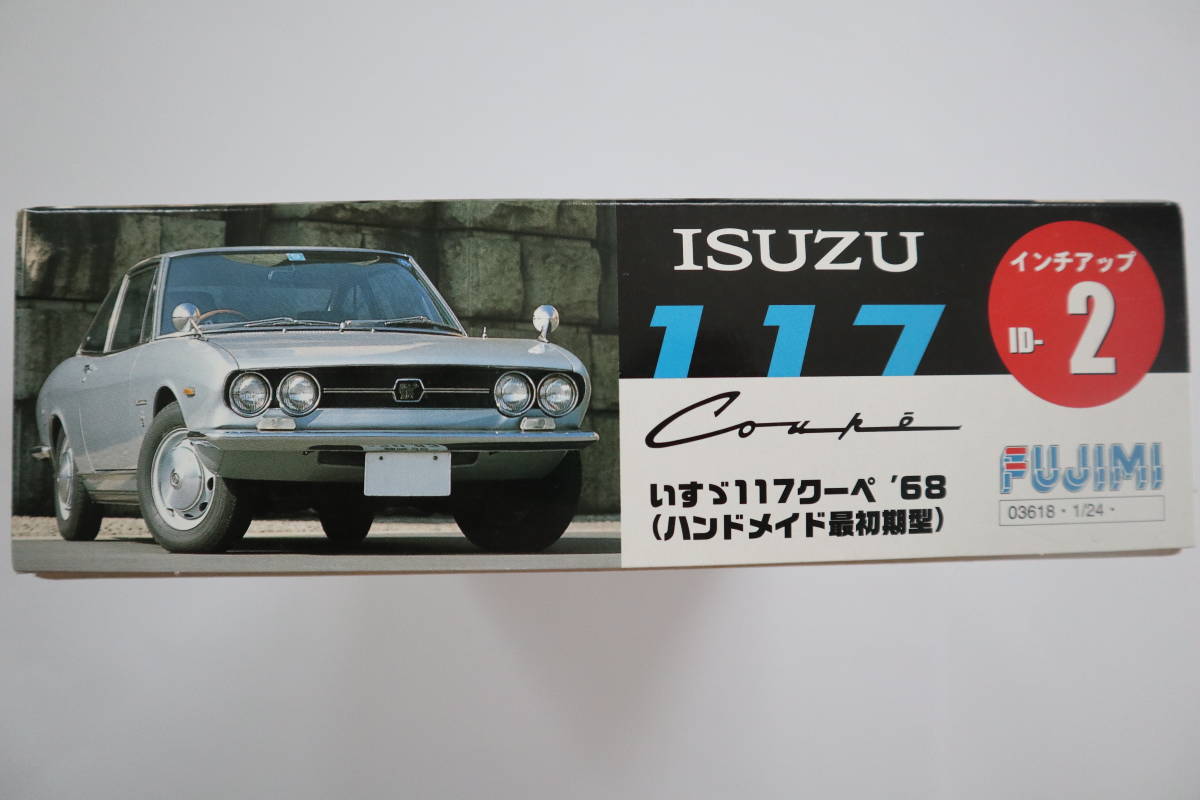 ISUZU
117
Coupé
いすゞ117クーペ '68
(ハンドメイド最初期型)
インチアップ
ID-2
FUJIMI
03618・1/24・